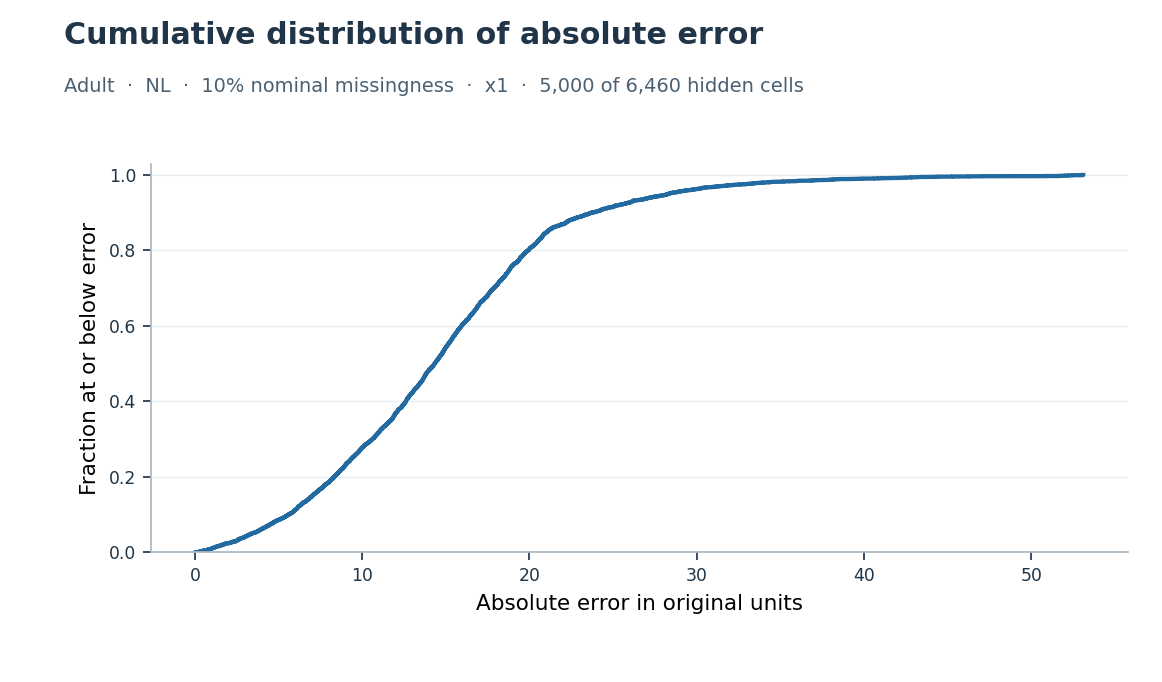 Cumulative distribution of absolute error
Adult · NL · 10% nominal missingness · x1 · 5,000 of 6,460 hidden cells
1.0
0.8
0.6
0.4
0.2
0.0
Fraction at or below error
0 10 20 30 40 50
Absolute error in original units